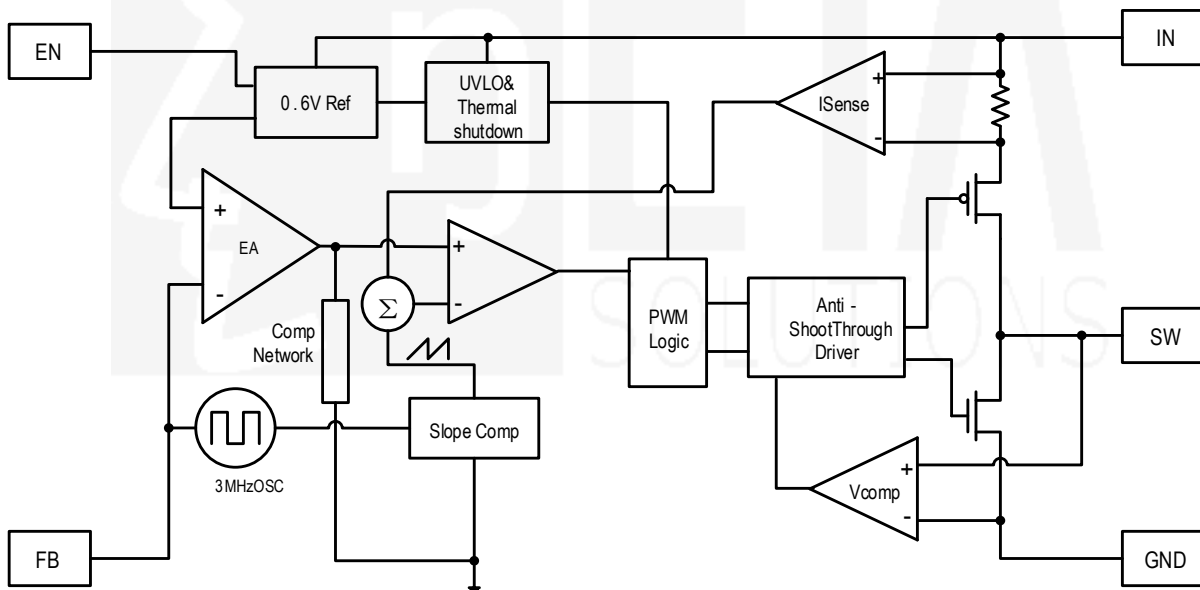 EN
IN
0.6V Ref
UVLO&
Thermal
shutdown
+
ISense
-
+
EA
-
+
-
Σ
Comp
Network
PWM
Logic
Anti -
ShootThrough
Driver
SW
Slope Comp
3MHzOSC
+
Vcomp
-
FB
GND
SOLUTIONS